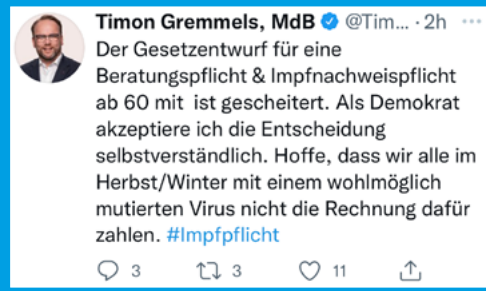 Timon Gremmels, MdB @Tim... · 2h ...
Der Gesetzentwurf für eine
Beratungspflicht & Impfnachweispflicht
ab 60 mit ist gescheitert. Als Demokrat
akzeptiere ich die Entscheidung
selbstverständlich. Hoffe, dass wir alle im
Herbst/Winter mit einem wohlmöglich
mutierten Virus nicht die Rechnung dafür
zahlen. #Impfpflicht
3 3 11